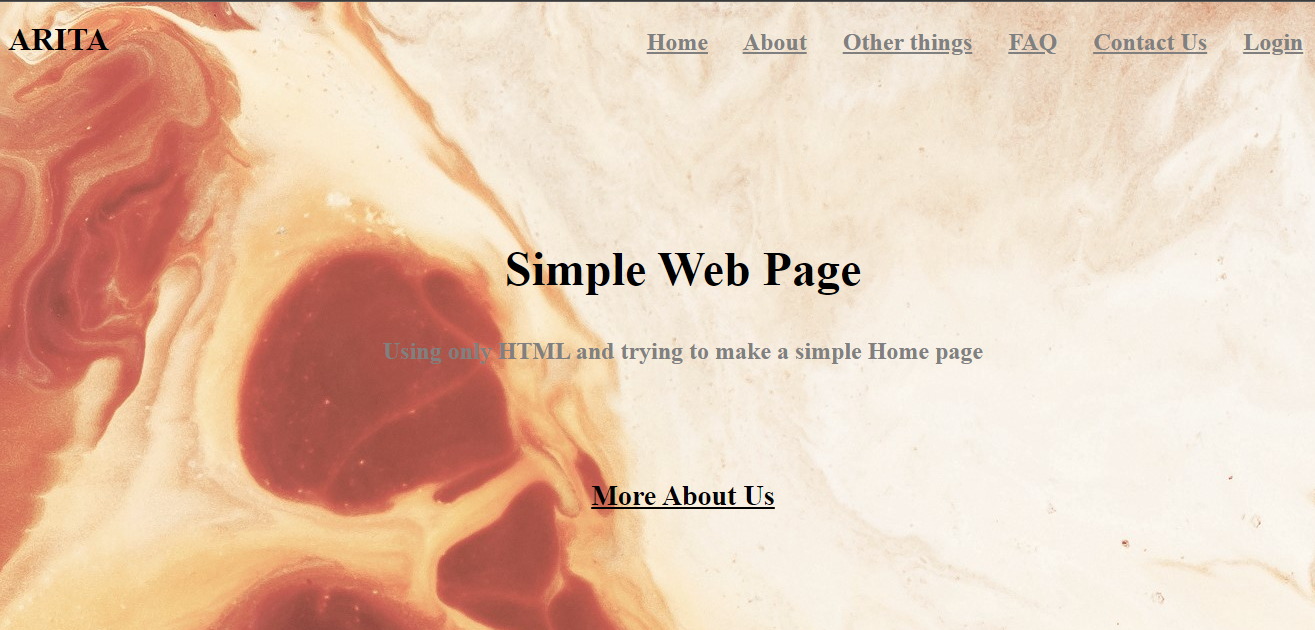 ARITA Home About Other things FAQ Contact Us Login
Simple Web Page
Using only HTML and trying to make a simple Home page
More About Us